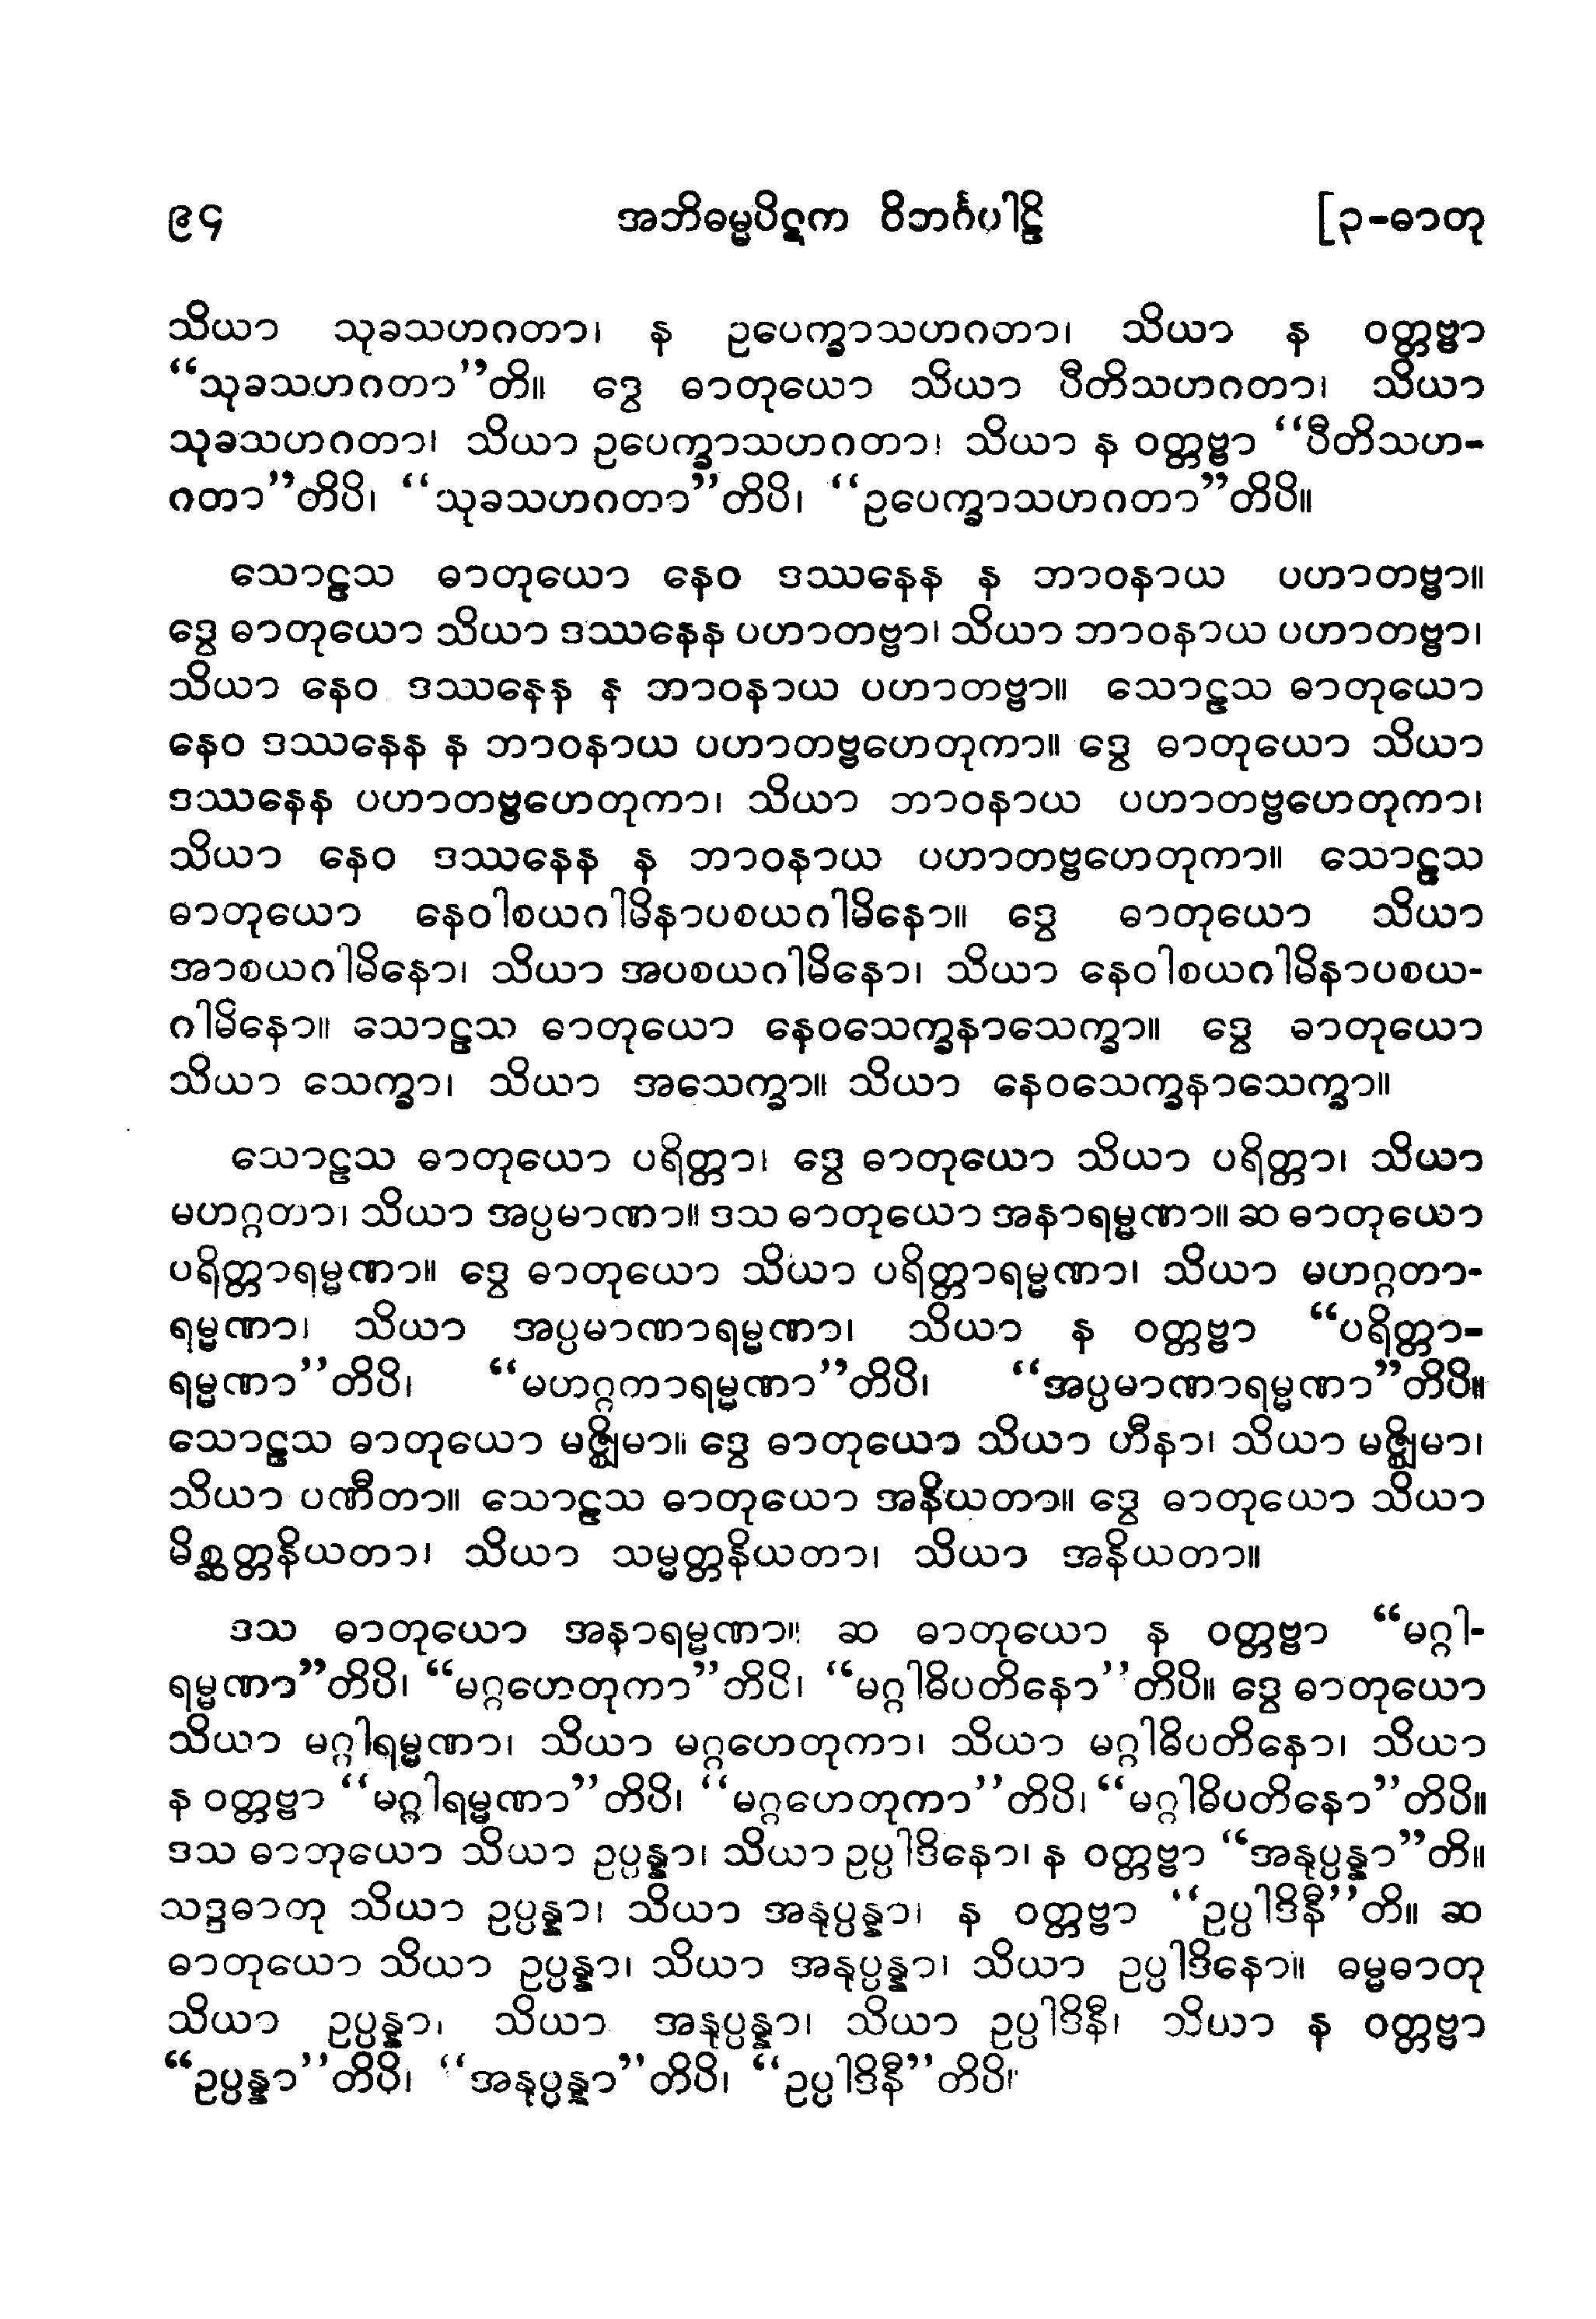 ၉၄ အဘိဓမ္မပိဋက ဝိဘင်္ဂပါဠိ [၃-ဓာတု
သိယာ သုခသဟဂတာ၊ န ဥပေက္ခာသဟဂတာ၊ သိယာ န ဝတ္တဗ္ဗာ
“သုခသဟဂတာ”တိ။ ဒွေ ဓာတုယော သိယာ ပီတိသဟဂတာ၊ သိယာ
သုခသဟဂတာ၊ သိယာ ဥပေက္ခာသဟဂတာ၊ သိယာ န ဝတ္တဗ္ဗာ “ပီတိသဟ-
ဂတာ”တိပိ၊ “သုခသဟဂတာ”တိပိ၊ “ဥပေက္ခာသဟဂတာ”တိပိ။
သောဠသ ဓာတုယော နေဝ ဒဿနေန န ဘာဝနာယ ပဟာတဗ္ဗာ။
ဒွေ ဓာတုယော သိယာ ဒဿနေန ပဟာတဗ္ဗာ၊ သိယာ ဘာဝနာယ ပဟာတဗ္ဗာ၊
သိယာ နေဝ ဒဿနေန န ဘာဝနာယ ပဟာတဗ္ဗာ။ သောဠသ ဓာတုယော
နေဝ ဒဿနေန န ဘာဝနာယ ပဟာတဗ္ဗဟေတုကာ။ ဒွေ ဓာတုယော သိယာ
ဒဿနေန ပဟာတဗ္ဗဟေတုကာ၊ သိယာ ဘာဝနာယ ပဟာတဗ္ဗဟေတုကာ၊
သိယာ နေဝ ဒဿနေန န ဘာဝနာယ ပဟာတဗ္ဗဟေတုကာ။ သောဠသ
ဓာတုယော နေဝါစယဂါမိနာပစယဂါမိနော။ ဒွေ ဓာတုယော သိယာ
အာစယဂါမိနော၊ သိယာ အပစယဂါမိနော၊ သိယာ နေဝါစယဂါမိနာပစယ-
ဂါမိနော။ သောဠသ ဓာတုယော နေဝသေက္ခနာသေက္ခာ။ ဒွေ ဓာတုယော
သိယာ သေက္ခာ၊ သိယာ အသေက္ခာ။ သိယာ နေဝသေက္ခနာသေက္ခာ။
သောဠသ ဓာတုယော ပရိတ္တာ၊ ဒွေ ဓာတုယော သိယာ ပရိတ္တာ၊ သိယာ
မဟဂ္ဂတာ၊ သိယာ အပ္ပမာဏာ။ ဒသ ဓာတုယော အနာရမ္မဏာ။ ဆ ဓာတုယော
ပရိတ္တာရမ္မဏာ။ ဒွေ ဓာတုယော သိယာ ပရိတ္တာရမ္မဏာ၊ သိယာ မဟဂ္ဂတာ-
ရမ္မဏာ၊ သိယာ အပ္ပမာဏာရမ္မဏာ၊ သိယာ န ဝတ္တဗ္ဗာ “ပရိတ္တာ-
ရမ္မဏာ”တိပိ၊ “မဟဂ္ဂကာရမ္မဏာ”တိပိ၊ “အပ္ပမာဏာရမ္မဏာ”တိပိ။
သောဠသ ဓာတုယော မဇ္ဈိမာ။ ဒွေ ဓာတုယော သိယာ ဟီနာ၊ သိယာ မဇ္ဈိမာ၊
သိယာ ပဏီတာ။ သောဠသ ဓာတုယော အနိယတာ။ ဒွေ ဓာတုယော သိယာ
မိစ္ဆတ္တနိယတာ၊ သိယာ သမ္မတ္တနိယတာ၊ သိယာ အနိယတာ။
ဒသ ဓာတုယော အနာရမ္မဏာ။ ဆ ဓာတုယော န ဝတ္တဗ္ဗာ “မဂ္ဂါ-
ရမ္မဏာ”တိပိ၊ “မဂ္ဂဟေတုကာ”တိပိ၊ “မဂ္ဂါဓိပတိနော”တိပိ။ ဒွေ ဓာတုယော
သိယာ မဂ္ဂါရမ္မဏာ၊ သိယာ မဂ္ဂဟေတုကာ၊ သိယာ မဂ္ဂါဓိပတိနော၊ သိယာ
န ဝတ္တဗ္ဗာ “မဂ္ဂါရမ္မဏာ”တိပိ၊ “မဂ္ဂဟေတုကာ”တိပိ၊ “မဂ္ဂါဓိပတိနော”တိပိ။
ဒသ ဓာတုယော သိယာ ဥပ္ပန္နာ၊ သိယာ ဥပ္ပါဒိနော၊ န ဝတ္တဗ္ဗာ “အနုပ္ပန္နာ”တိ။
သဒ္ဒဓာတု သိယာ ဥပ္ပန္နာ၊ သိယာ အနုပ္ပန္နာ၊ န ဝတ္တဗ္ဗာ “ဥပ္ပါဒိနီ”တိ။ ဆ
ဓာတုယော သိယာ ဥပ္ပန္နာ၊ သိယာ အနုပ္ပန္နာ၊ သိယာ ဥပ္ပါဒိနော။ ဓမ္မဓာတု
သိယာ ဥပ္ပန္နာ၊ သိယာ အနုပ္ပန္နာ၊ သိယာ ဥပ္ပါဒိနီ၊ သိယာ န ဝတ္တဗ္ဗာ
“ဥပ္ပန္နာ”တိပိ၊ “အနုပ္ပန္နာ”တိပိ၊ “ဥပ္ပါဒိနီ”တိပိ။